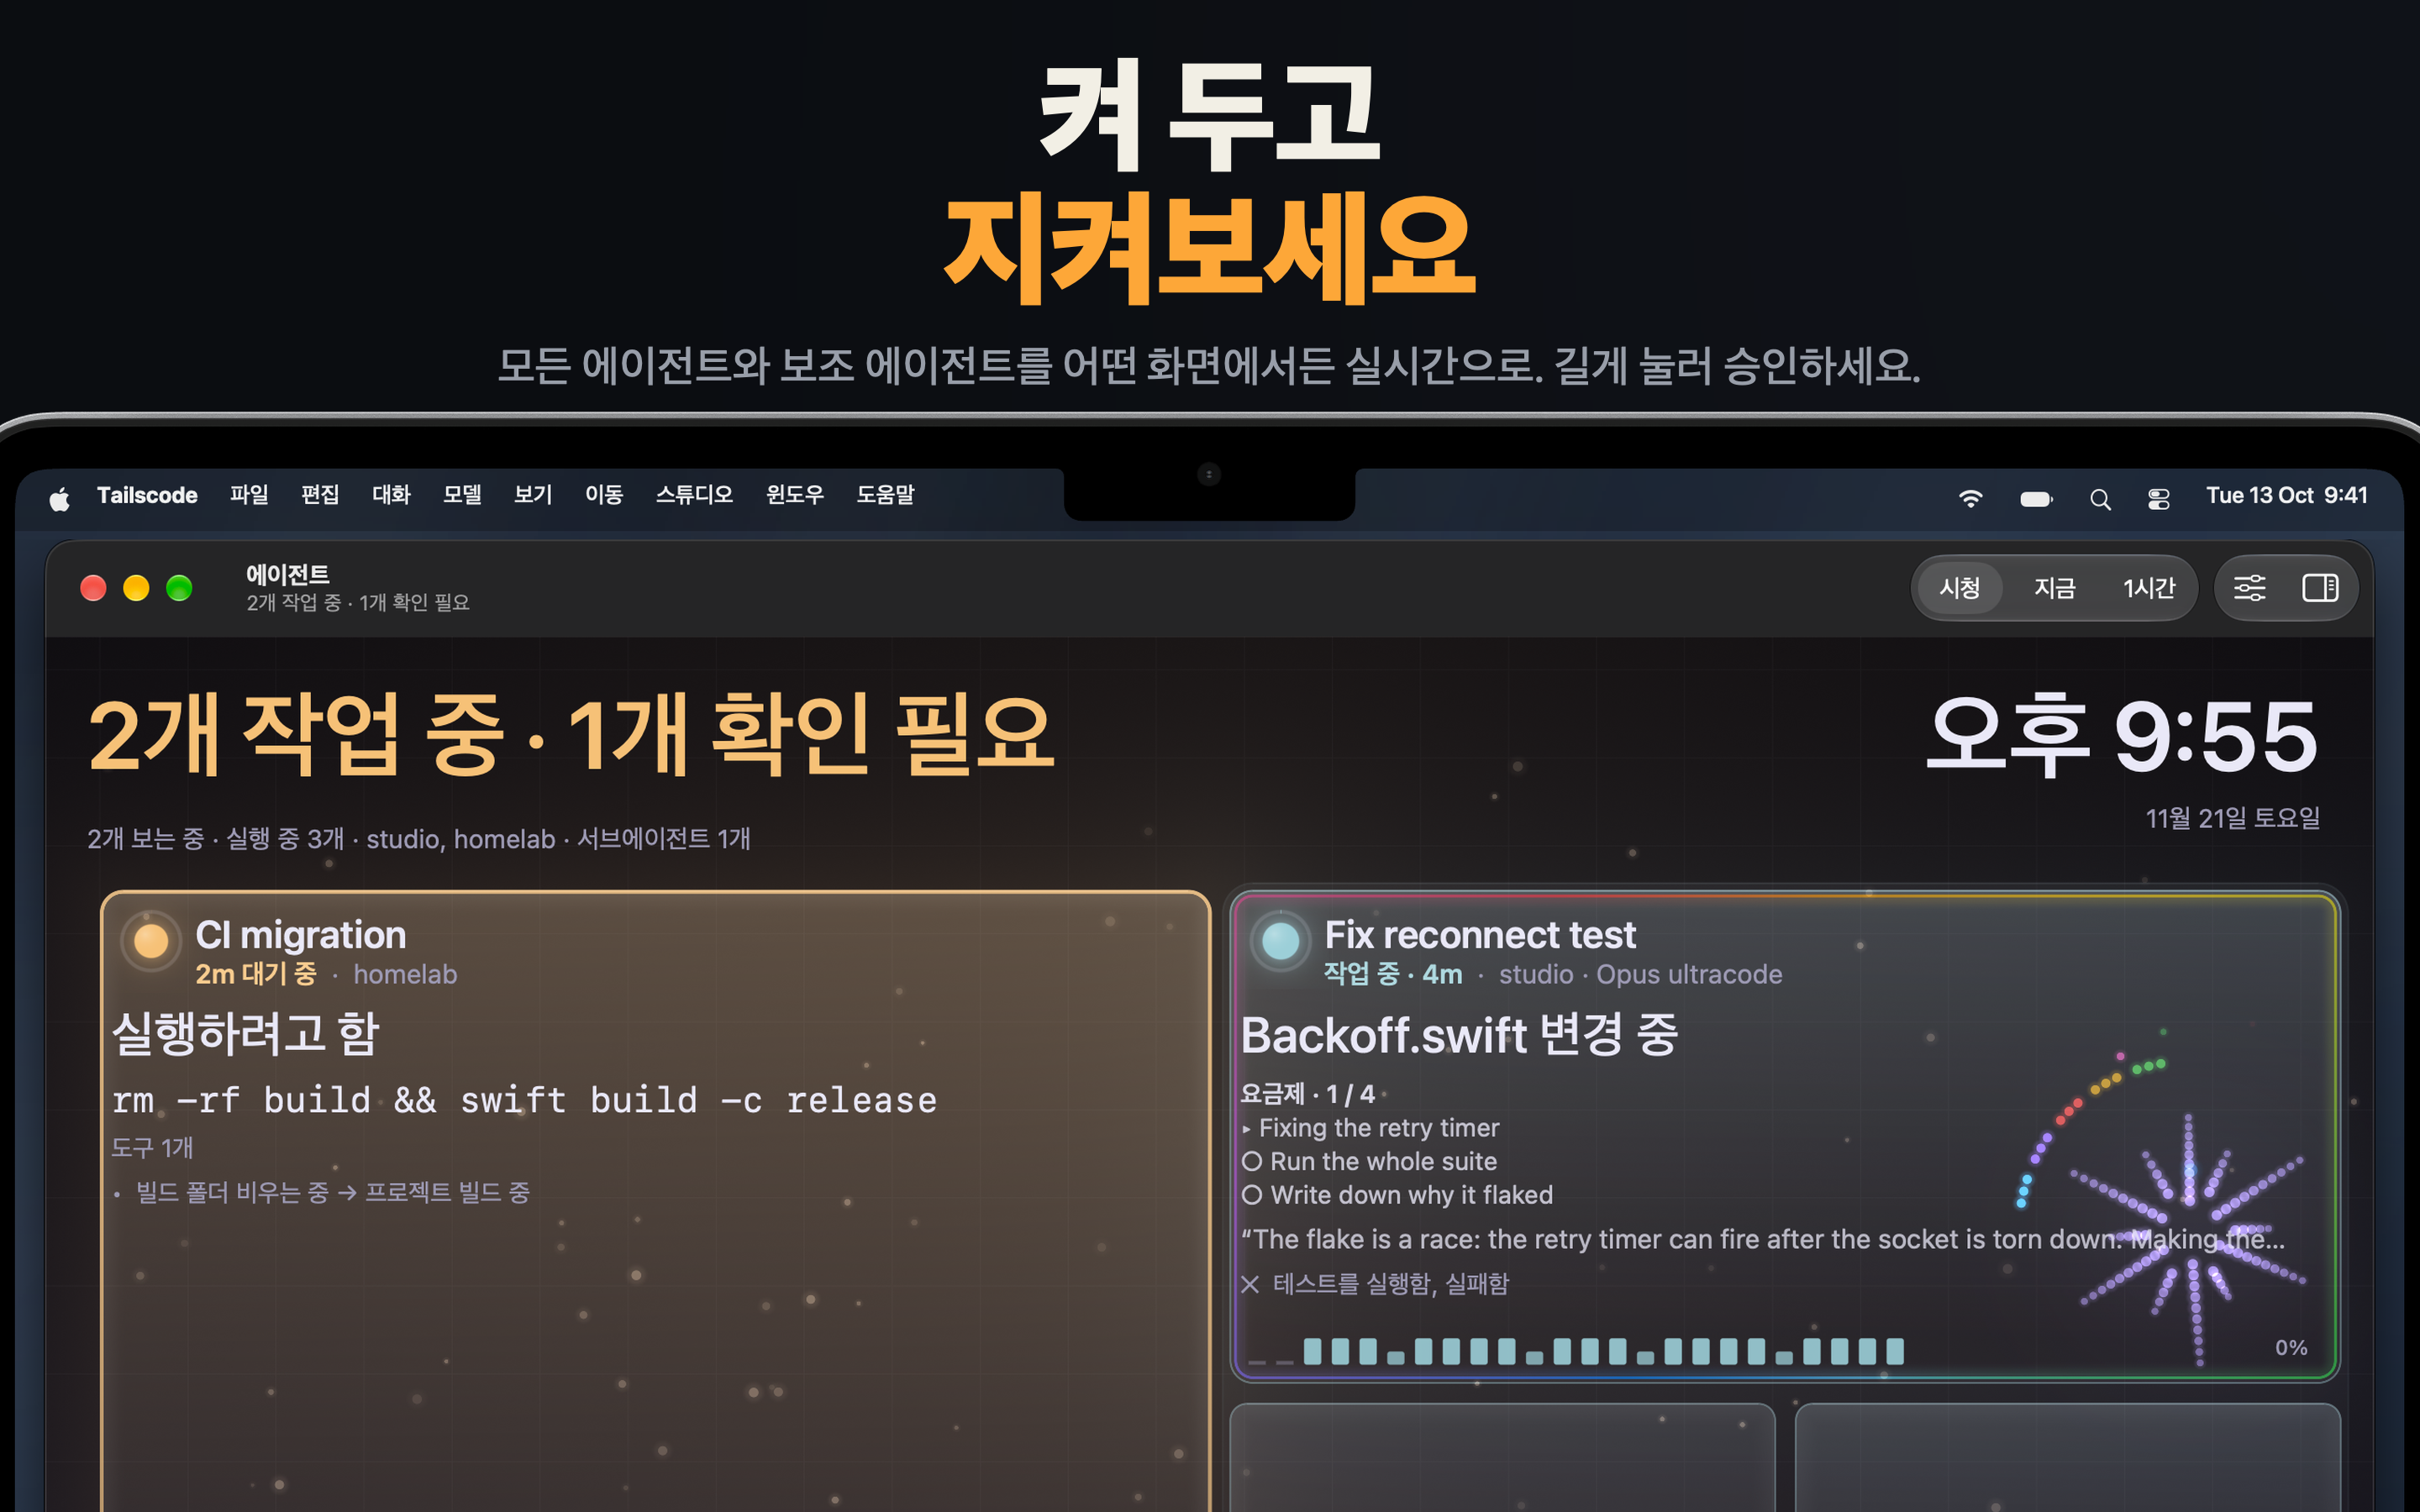 켜 두고
지켜보세요
모든 에이전트와 보조 에이전트를 어떤 화면에서든 실시간으로. 길게 눌러 승인하세요.
Tailscode 파일 편집 대화 모델 보기 이동 스튜디오 윈도우 도움말 Tue 13 Oct 9:41
에이전트
2개 작업 중 · 1개 확인 필요
시청 지금 1시간
2개 작업 중 · 1개 확인 필요
오후 9:55
11월 21일 토요일
2개 보는 중 · 실행 중 3개 · studio, homelab · 서브에이전트 1개
CI migration
2m 대기 중 · homelab
실행하려고 함
rm -rf build && swift build -c release
도구 1개
• 빌드 폴더 비우는 중 → 프로젝트 빌드 중
Fix reconnect test
작업 중 · 4m · studio · Opus ultracode
Backoff.swift 변경 중
요금제 · 1 / 4
▸ Fixing the retry timer
○ Run the whole suite
○ Write down why it flaked
“The flake is a race: the retry timer can fire after the socket is torn down. Making the…
✕ 테스트를 실행함, 실패함
0%